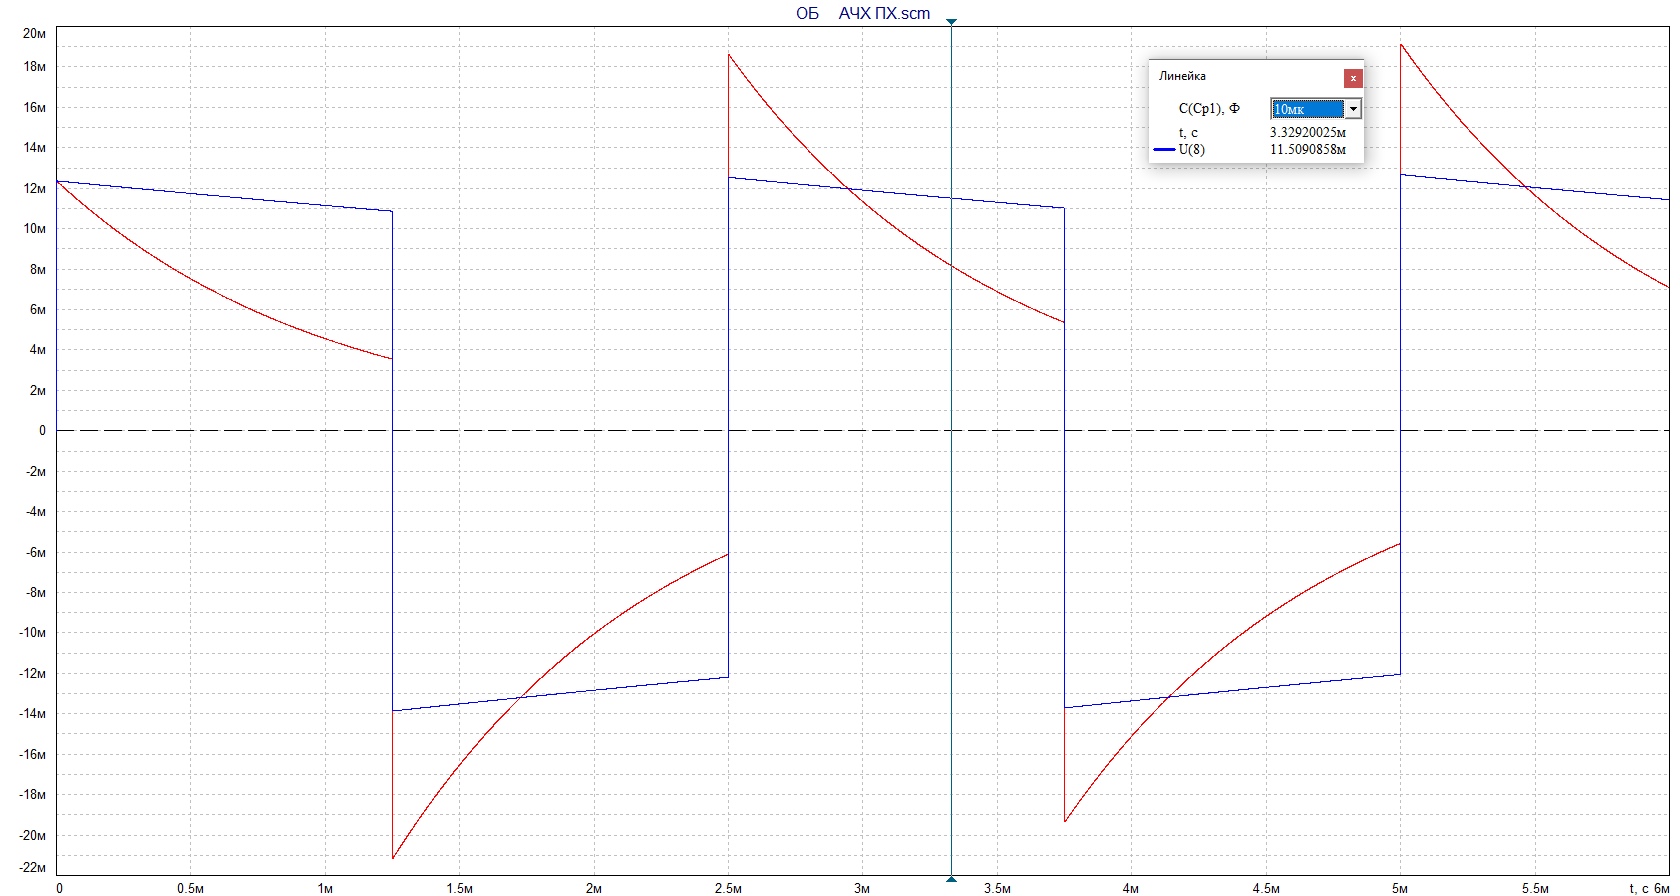 ОБ АЧХ ПХ.scm
20м
18м
16м
14м
12м
10м
8м
6м
4м
2м
0
-2м
-4м
-6м
-8м
-10м
-12м
-14м
-16м
-18м
-20м
-22м
Линейка
x
C(Cp1), Ф 10мк
t, с 3.32920025м
U(8) 11.5090858м
0 0.5м 1м 1.5м 2м 2.5м 3м 3.5м 4м 4.5м 5м 5.5м t, с 6м